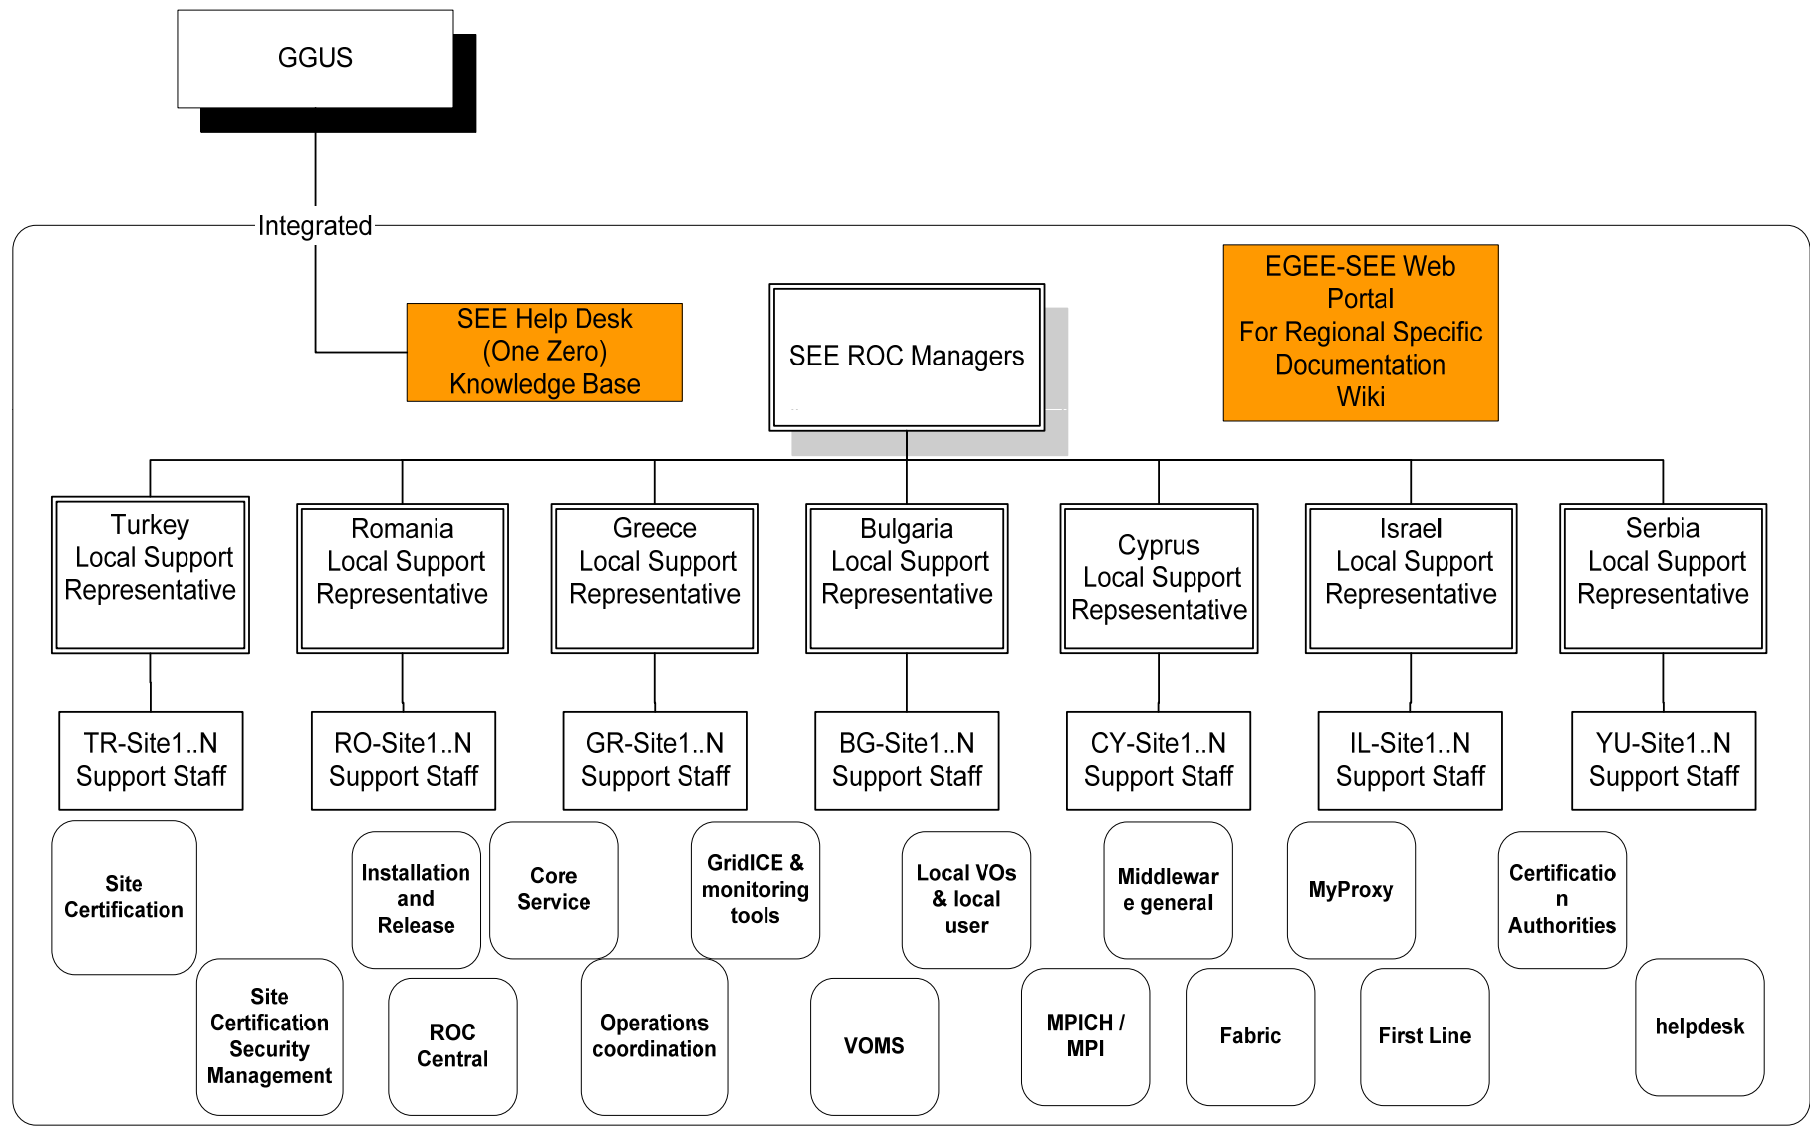 GGUS
Integrated
SEE Help Desk
(One Zero)
Knowledge Base
SEE ROC Managers
EGEE-SEE Web
Portal
For Regional Specific
Documentation
Wiki
Turkey
Local Support
Representative
Romania
Local Support
Representative
Greece
Local Support
Representative
Bulgaria
Local Support
Representative
Cyprus
Local Support
Repsesentative
Israel
Local Support
Representative
Serbia
Local Support
Representative
TR-Site1..N
Support Staff
RO-Site1..N
Support Staff
GR-Site1..N
Support Staff
BG-Site1..N
Support Staff
CY-Site1..N
Support Staff
IL-Site1..N
Support Staff
YU-Site1..N
Support Staff
Site
Certification
Installation
and
Release
Core
Service
GridICE &
monitoring
tools
Local VOs
& local
user
Middlewar
e general
MyProxy
Certificatio
n
Authorities
Site
Certification
Security
Management
ROC
Central
Operations
coordination
VOMS
MPICH /
MPI
Fabric
First Line
helpdesk